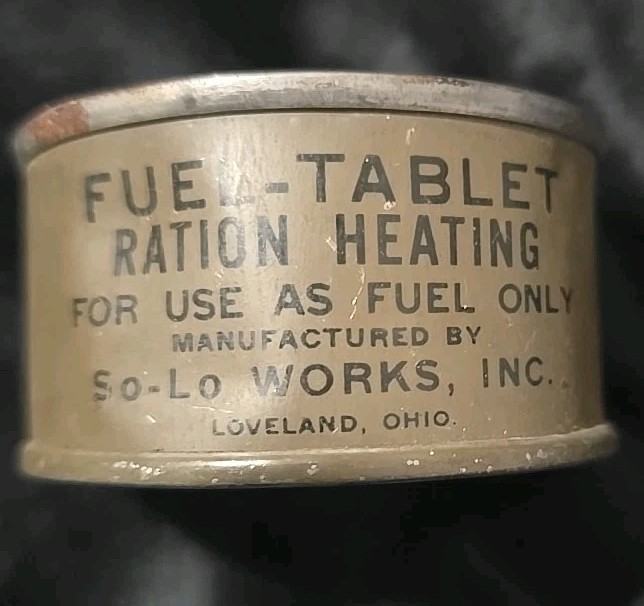 FUEL-TABLET
RATION HEATING
FOR USE AS FUEL ONLY
MANUFACTURED BY
So-Lo WORKS, INC.
LOVELAND, OHIO.